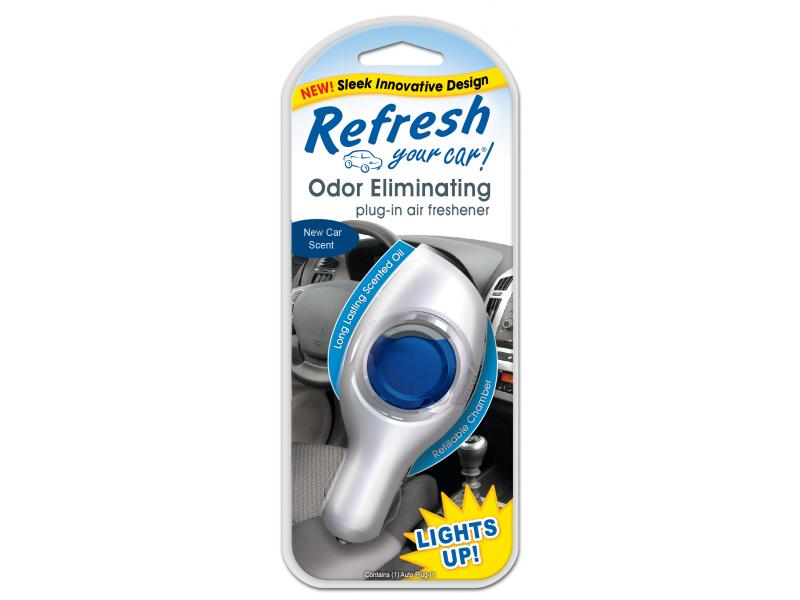 NEW! Sleek Innovative Design
Refresh
your car!®
Odor Eliminating
plug-in air freshener
New Car
Scent
Long Lasting Scented Oil
Refillable Chamber
LIGHTS
UP!
Contains (1) Auto Plug-In